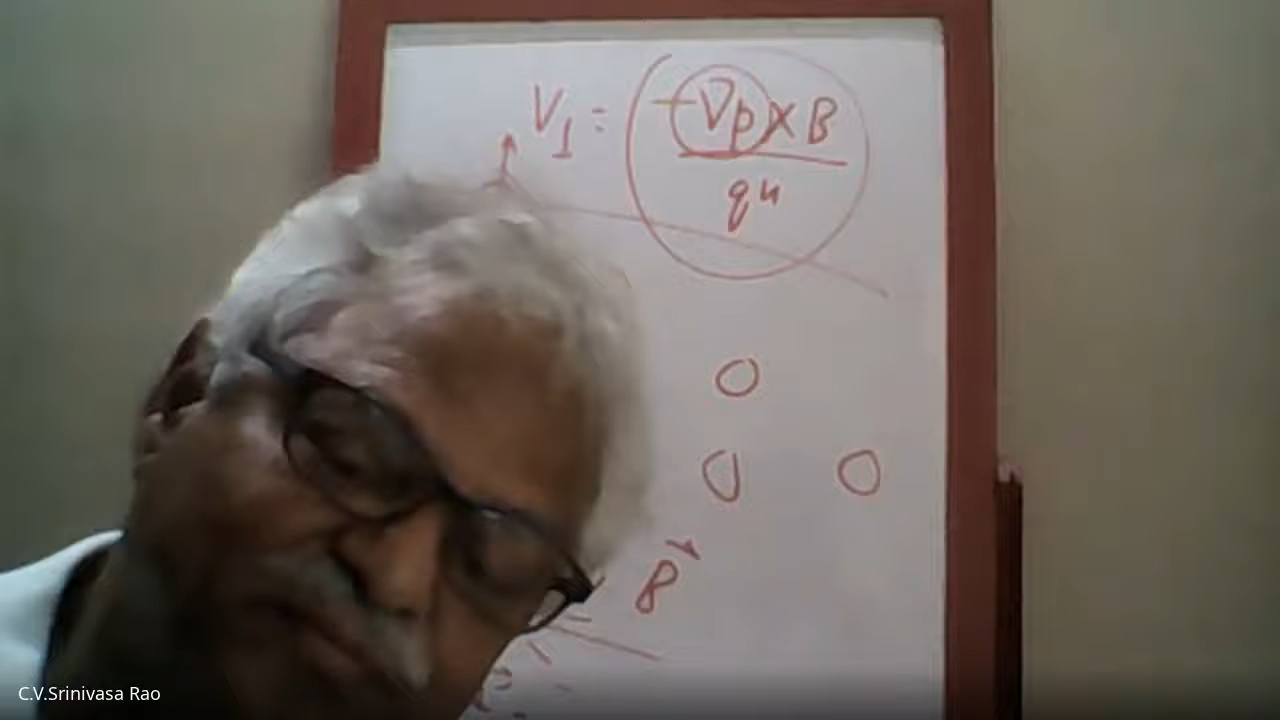 V⊥ = (-∇p × B
qn
O
O O
B
C.V.Srinivasa Rao